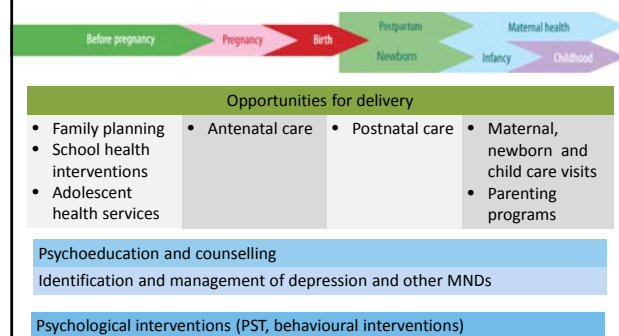 Before pregnancy
Pregnancy
Birth
Postpartum
Newborn
Maternal health
Infancy
Childhood
Opportunities for delivery
• Family planning
• School health
interventions
• Adolescent
health services
• Antenatal care
• Postnatal care
• Maternal,
newborn and
child care visits
• Parenting
programs
Psychoeducation and counselling
Identification and management of depression and other MNDs
Psychological interventions (PST, behavioural interventions)